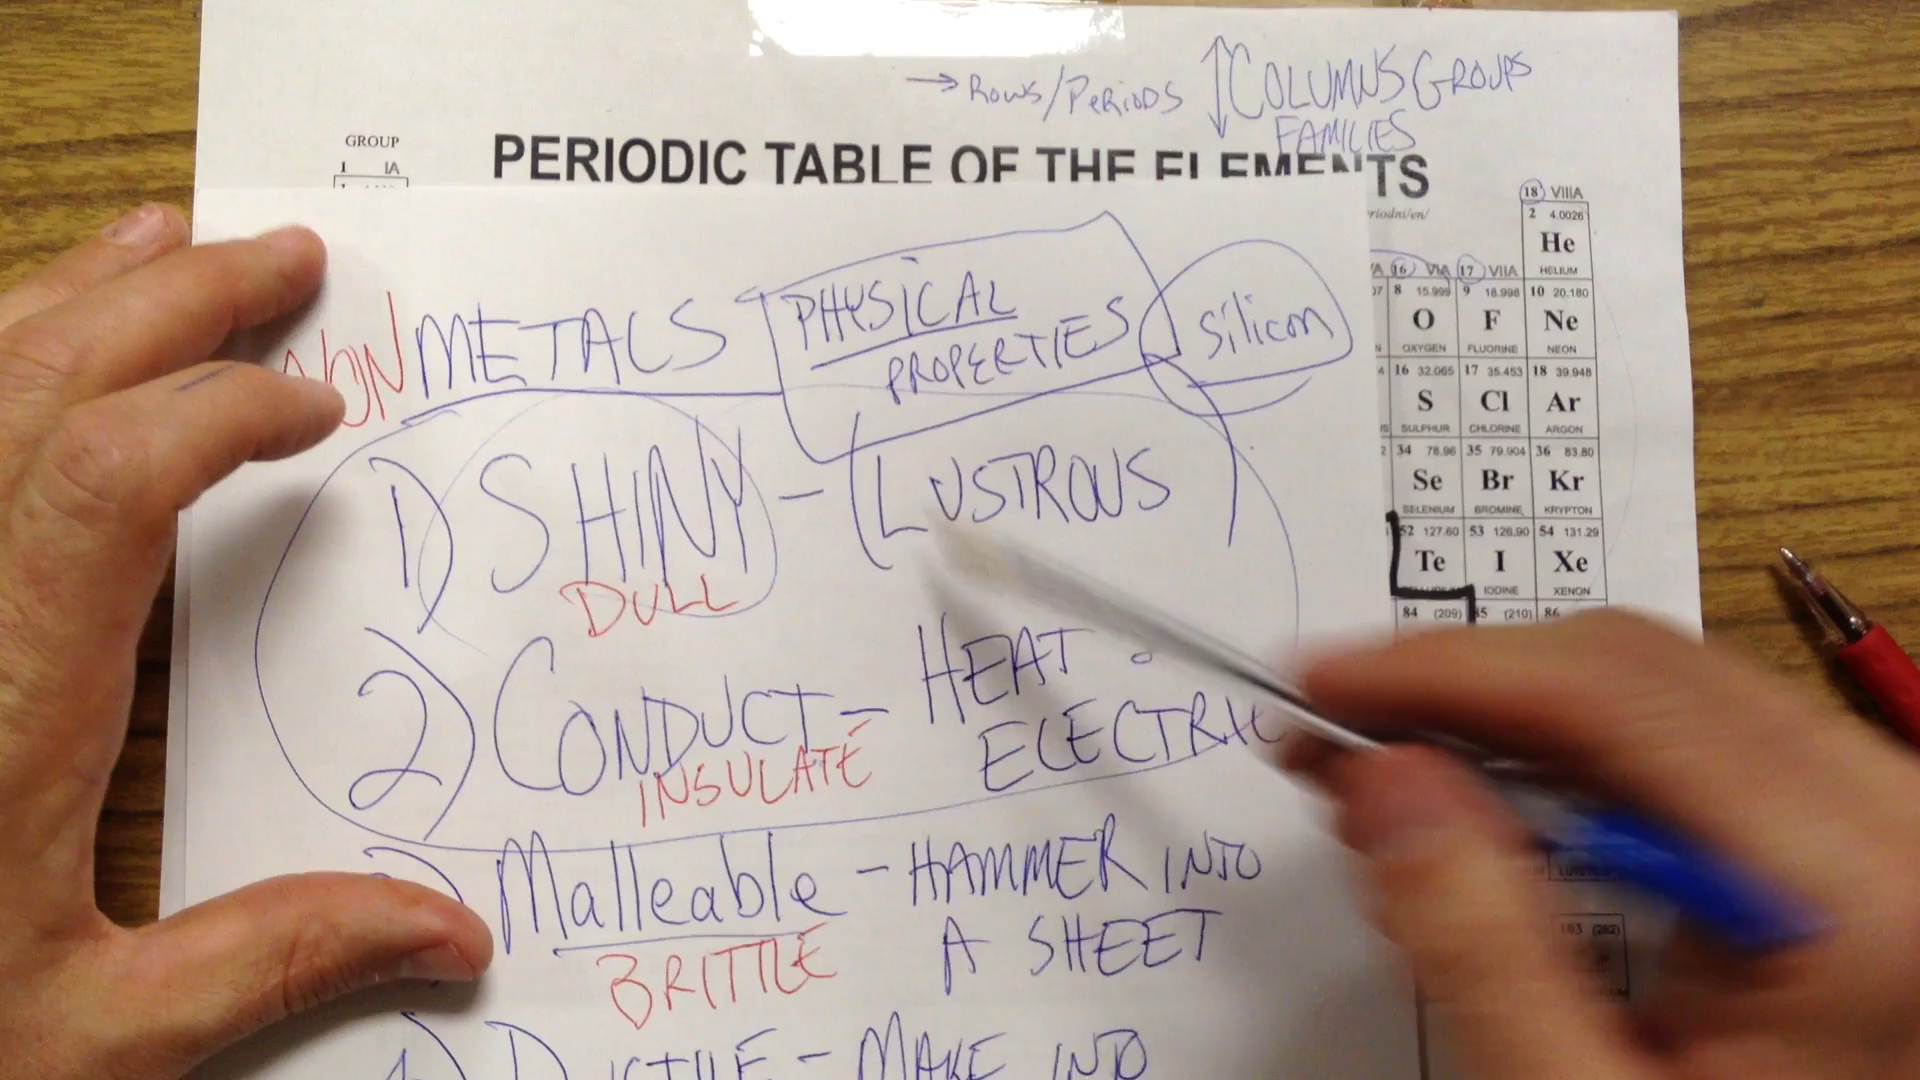 → Rows/Periods ↕ COLUMNS GROUPS
FAMILIES
GROUP
1 IA
PERIODIC TABLE OF THE ELEMENTS
18 VIIIA
2 4.0026
He
HELIUM
16 VIA 17 VIIA
8 15.999 9 18.998 10 20.180
O F Ne
OXYGEN FLUORINE NEON
16 32.065 17 35.453 18 39.948
S Cl Ar
SULPHUR CHLORINE ARGON
34 78.96 35 79.904 36 83.80
Se Br Kr
SELENIUM BROMINE KRYPTON
52 127.60 53 126.90 54 131.29
Te I Xe
IODINE XENON
84 (209) (210) 86
NON METALS
PHYSICAL
PROPERTIES
Silicon
1) SHINY - (LUSTROUS)
DULL
2) CONDUCT - HEAT
ELECTRIC
INSULATE
Malleable - HAMMER INTO
A SHEET
BRITTLE
DUCTILE - MAKE INTO